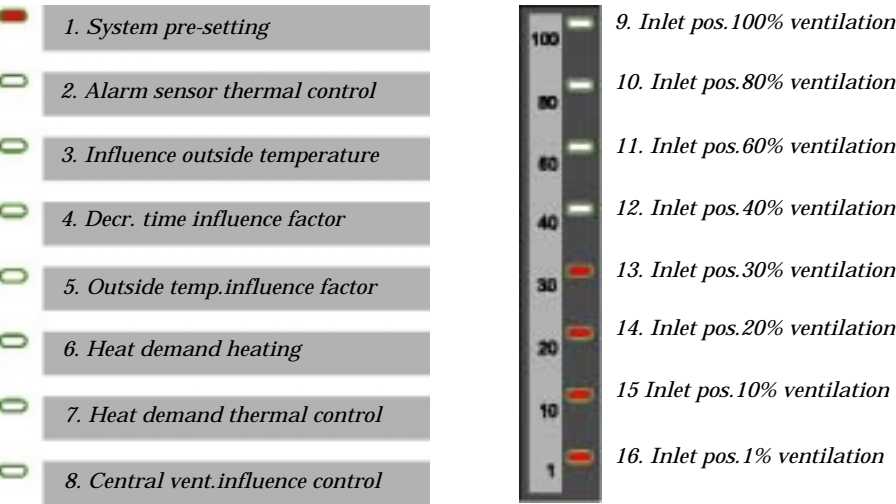 1. System pre-setting
2. Alarm sensor thermal control
3. Influence outside temperature
4. Decr. time influence factor
5. Outside temp.influence factor
6. Heat demand heating
7. Heat demand thermal control
8. Central vent.influence control
100
80
60
40
30
20
10
1
9. Inlet pos.100% ventilation
10. Inlet pos.80% ventilation
11. Inlet pos.60% ventilation
12. Inlet pos.40% ventilation
13. Inlet pos.30% ventilation
14. Inlet pos.20% ventilation
15 Inlet pos.10% ventilation
16. Inlet pos.1% ventilation